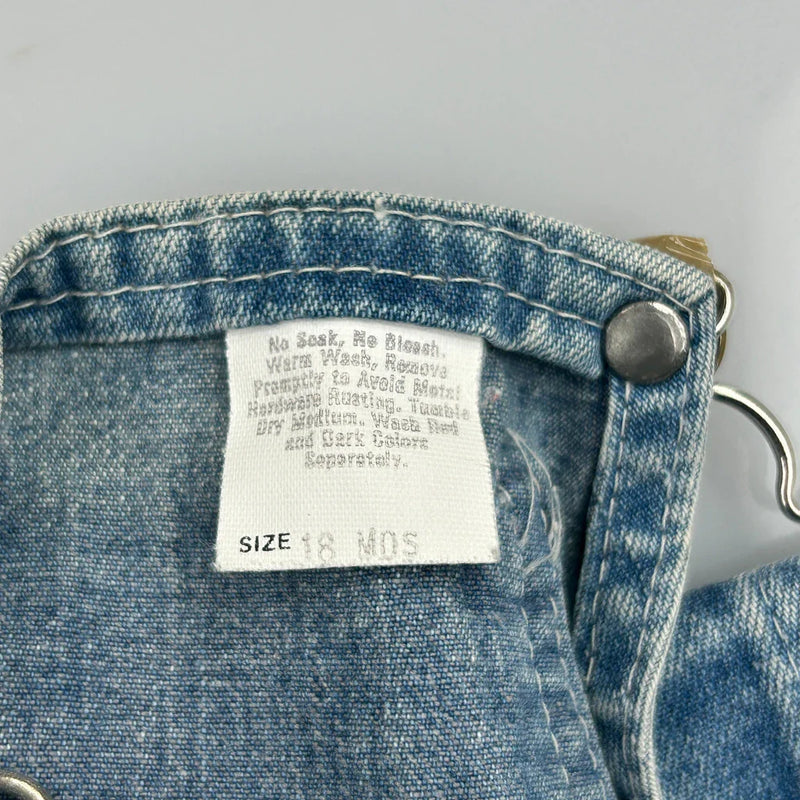 No Soak, No Bleach.
Warm Wash, Remove
Promptly to Avoid Metal
Hardware Rusting. Tumble
Dry Medium. Wash Red
and Dark Colors
Separately.
SIZE 18 MOS